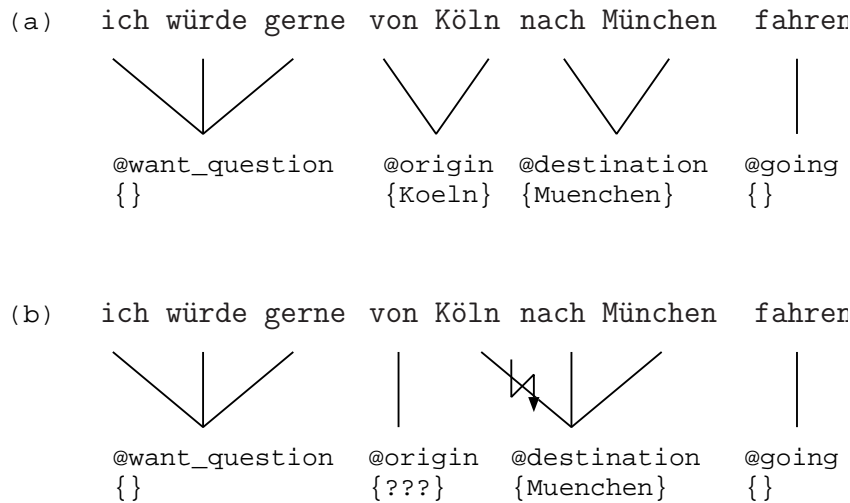 (a) ich würde gerne von Köln nach München fahren
@want_question @origin @destination @going
{} {Koeln} {Muenchen} {}
(b) ich würde gerne von Köln nach München fahren
@want_question @origin @destination @going
{} {???} {Muenchen} {}